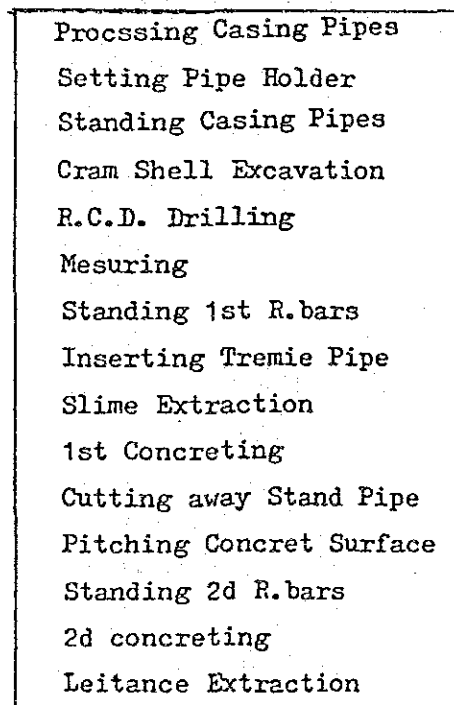 Procssing Casing Pipes
Setting Pipe Holder
Standing Casing Pipes
Cram Shell Excavation
R.C.D. Drilling
Mesuring
Standing 1st R.bars
Inserting Tremie Pipe
Slime Extraction
1st Concreting
Cutting away Stand Pipe
Pitching Concret Surface
Standing 2d R.bars
2d concreting
Leitance Extraction